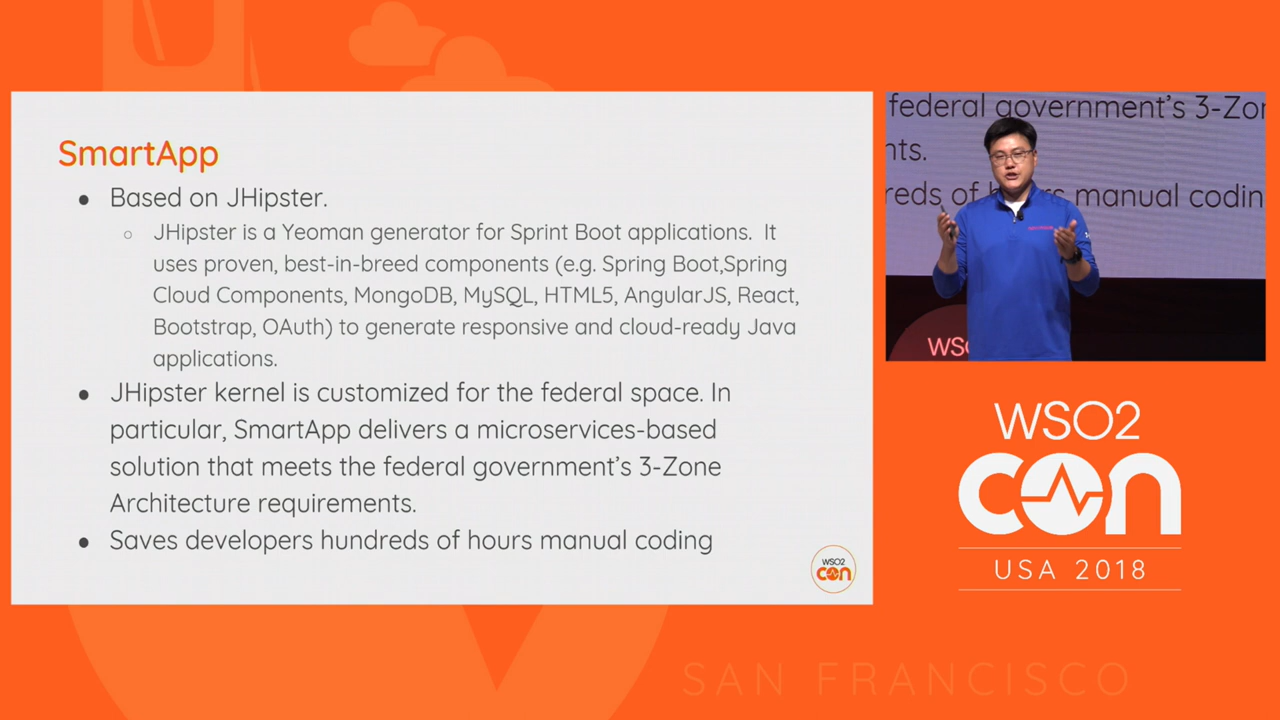 SmartApp
● Based on JHipster.
○ JHipster is a Yeoman generator for Sprint Boot applications. It
uses proven, best-in-breed components (e.g. Spring Boot,Spring
Cloud Components, MongoDB, MySQL, HTML5, AngularJS, React,
Bootstrap, OAuth) to generate responsive and cloud-ready Java
applications.
● JHipster kernel is customized for the federal space. In
particular, SmartApp delivers a microservices-based
solution that meets the federal government's 3-Zone
Architecture requirements.
● Saves developers hundreds of hours manual coding
WSO2
con
federal government's 3-Zor
nts.
reds of hours manual coding
WSO
WSO2
con
USA 2018
SAN FRANCISCO